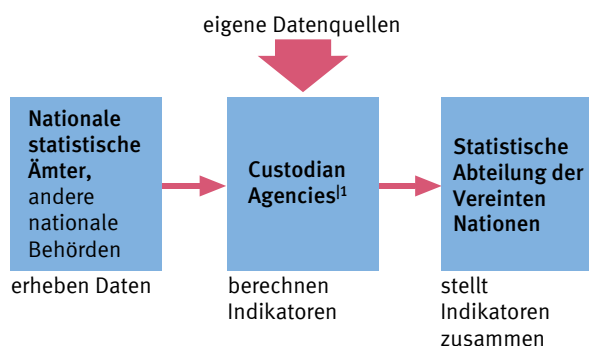 eigene Datenquellen
Nationale
statistische
Ämter,
andere
nationale
Behörden
erheben Daten
Custodian
Agencies|1
berechnen
Indikatoren
Statistische
Abteilung der
Vereinten
Nationen
stellt
Indikatoren
zusammen